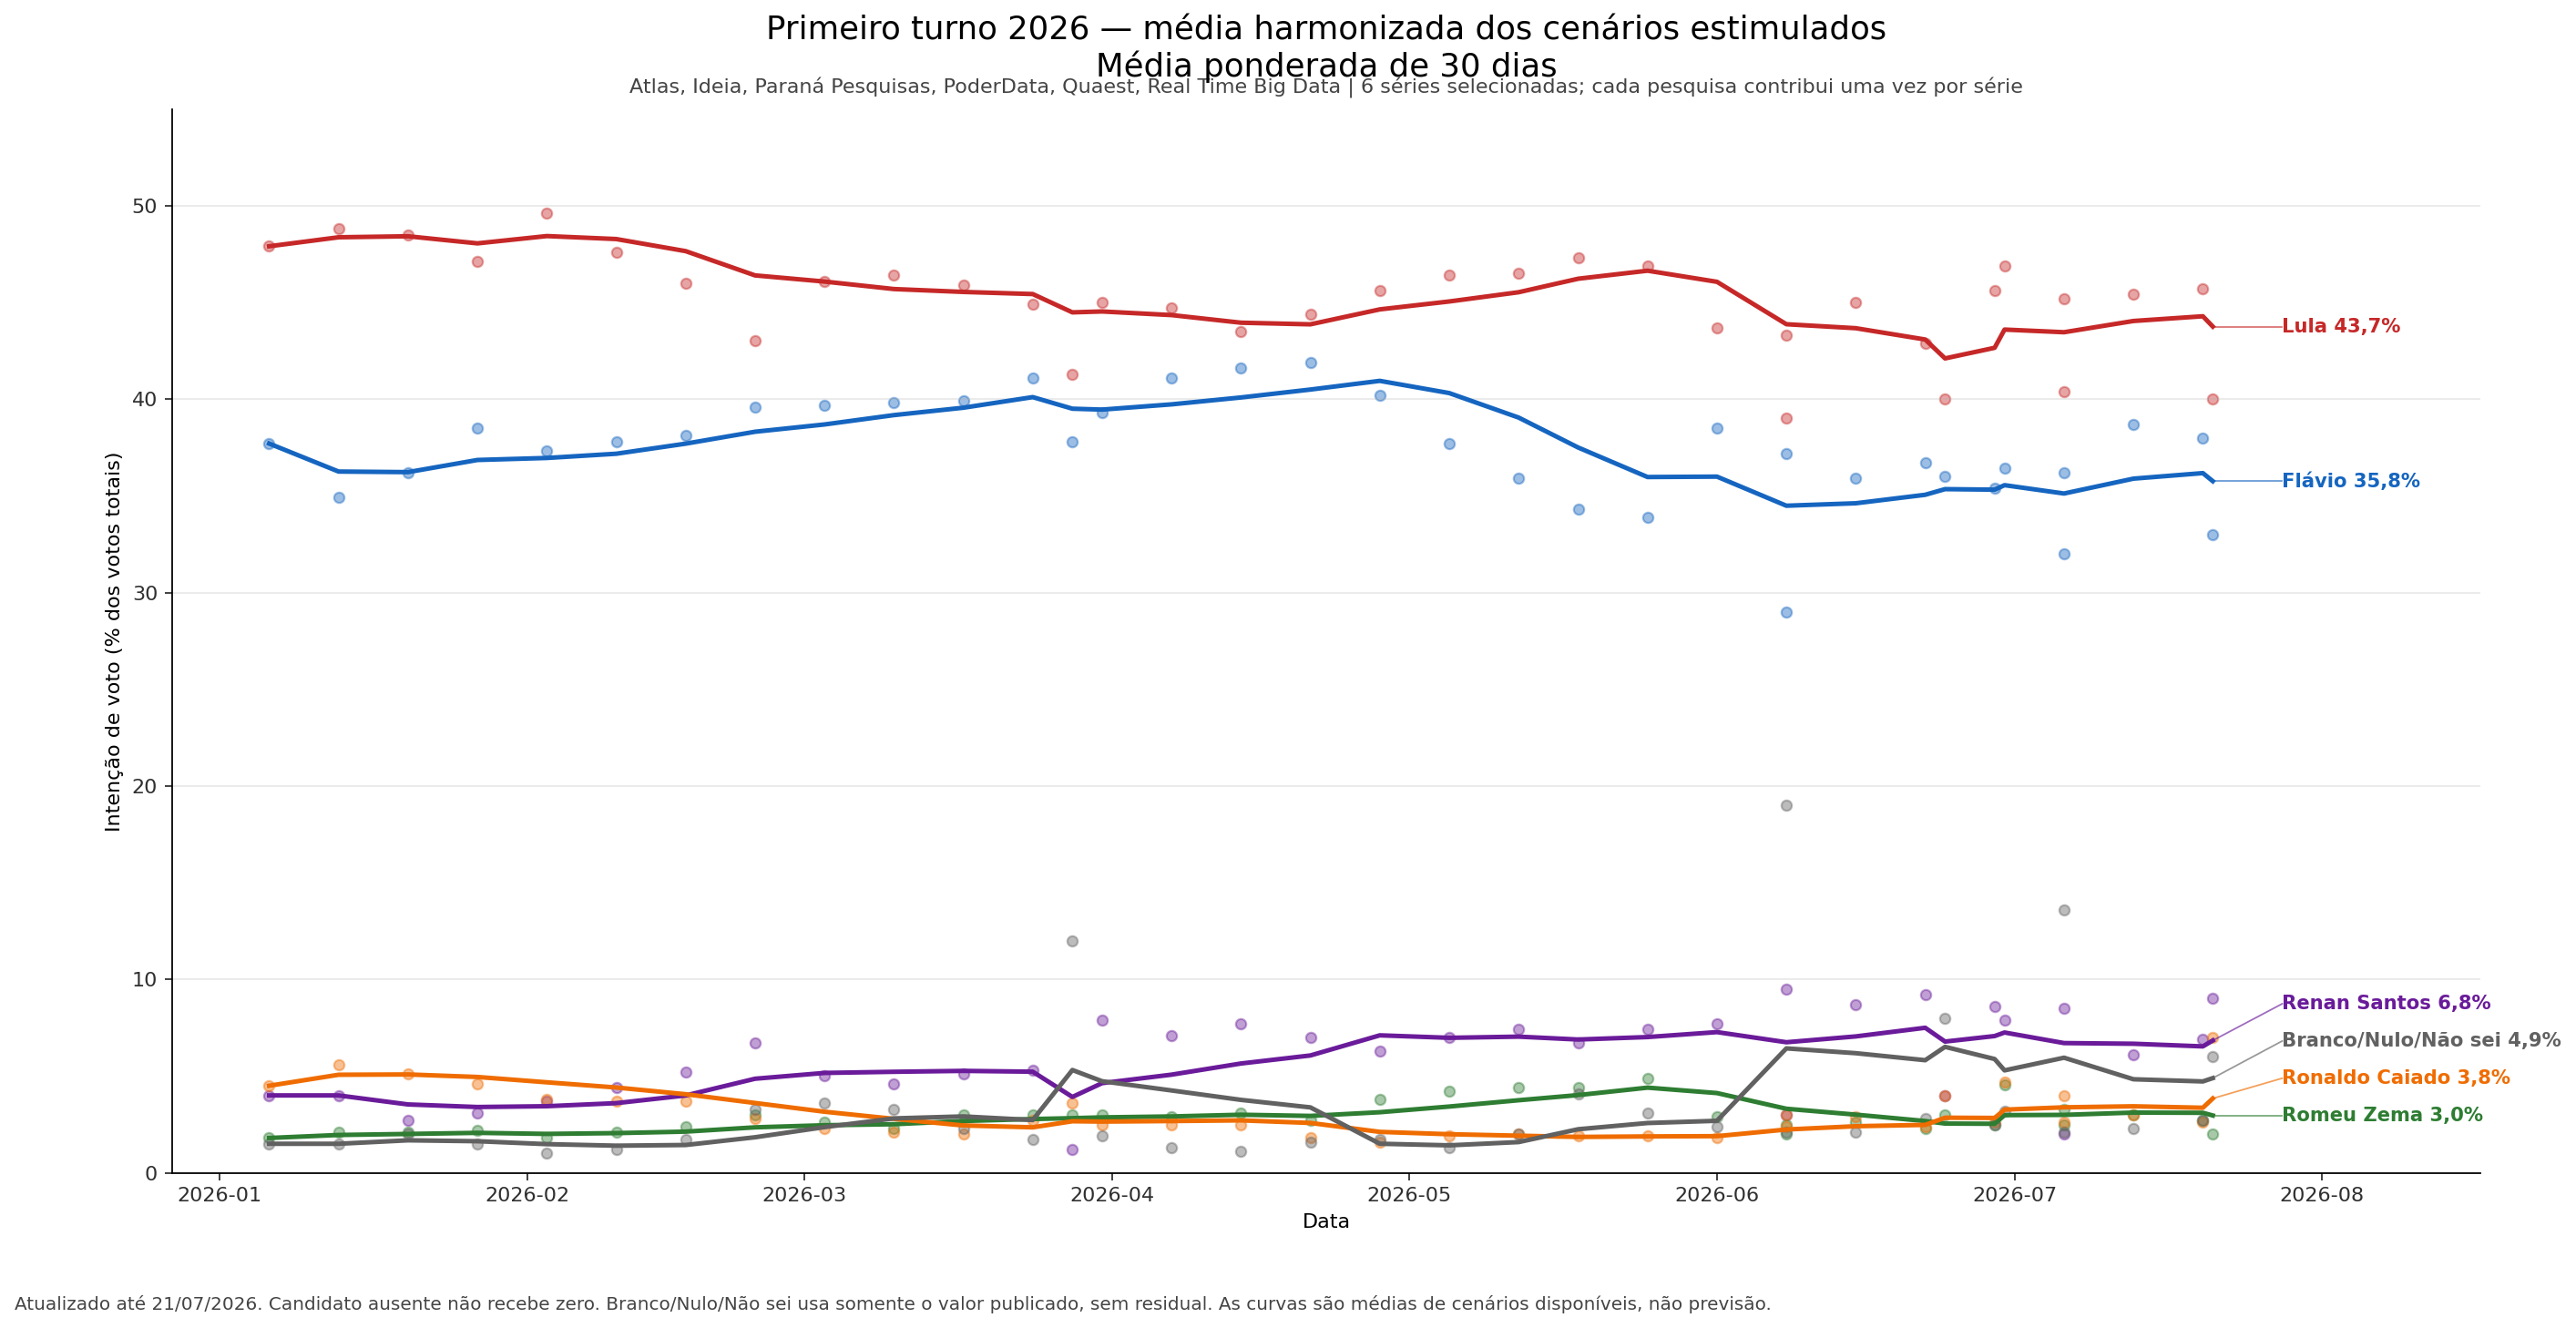 Primeiro turno 2026 — média harmonizada dos cenários estimulados
Média ponderada de 30 dias
Atlas, Ideia, Paraná Pesquisas, PoderData, Quaest, Real Time Big Data | 6 séries selecionadas; cada pesquisa contribui uma vez por série
Intenção de voto (% dos votos totais)
50
40
30
20
10
0
Lula 43,7%
Flávio 35,8%
Renan Santos 6,8%
Branco/Nulo/Não sei 4,9%
Ronaldo Caiado 3,8%
Romeu Zema 3,0%
2026-01
2026-02
2026-03
2026-04
2026-05
2026-06
2026-07
2026-08
Data
Atualizado até 21/07/2026. Candidato ausente não recebe zero. Branco/Nulo/Não sei usa somente o valor publicado, sem residual. As curvas são médias de cenários disponíveis, não previsão.